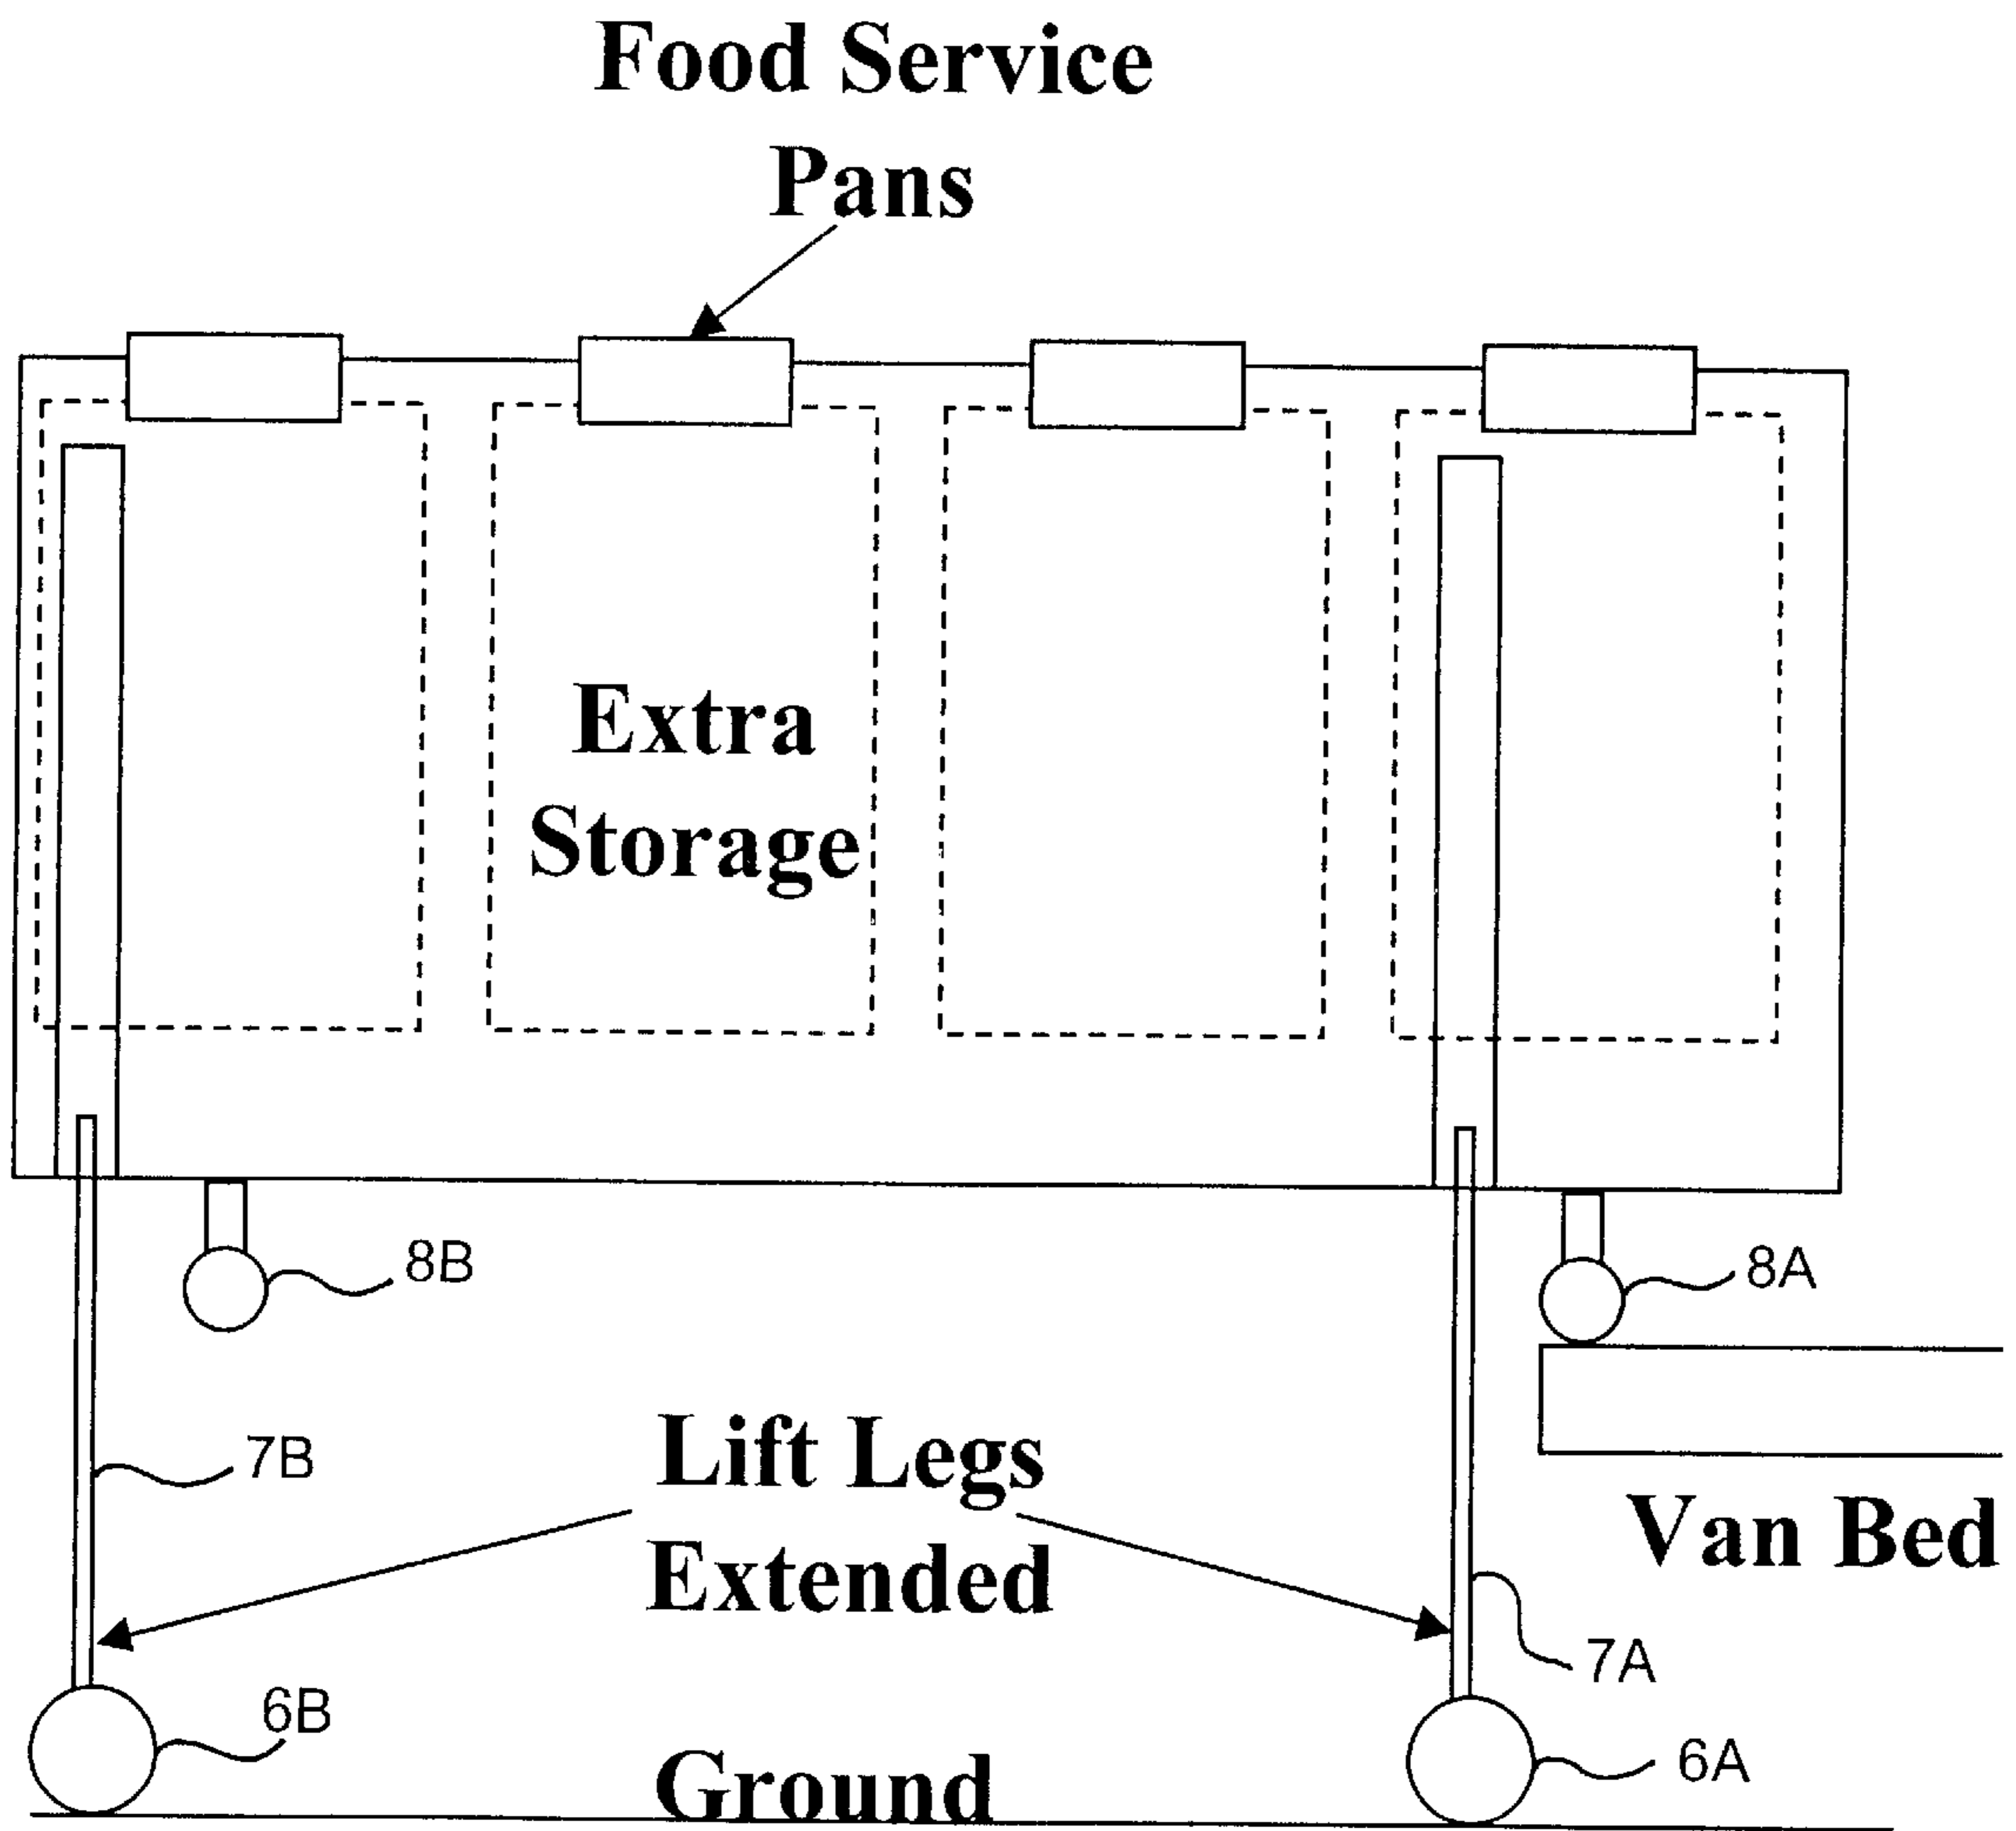 Food Service
Pans
Extra
Storage
8B
8A
7B
Lift Legs
Extended
Van Bed
7A
6B
6A
Ground